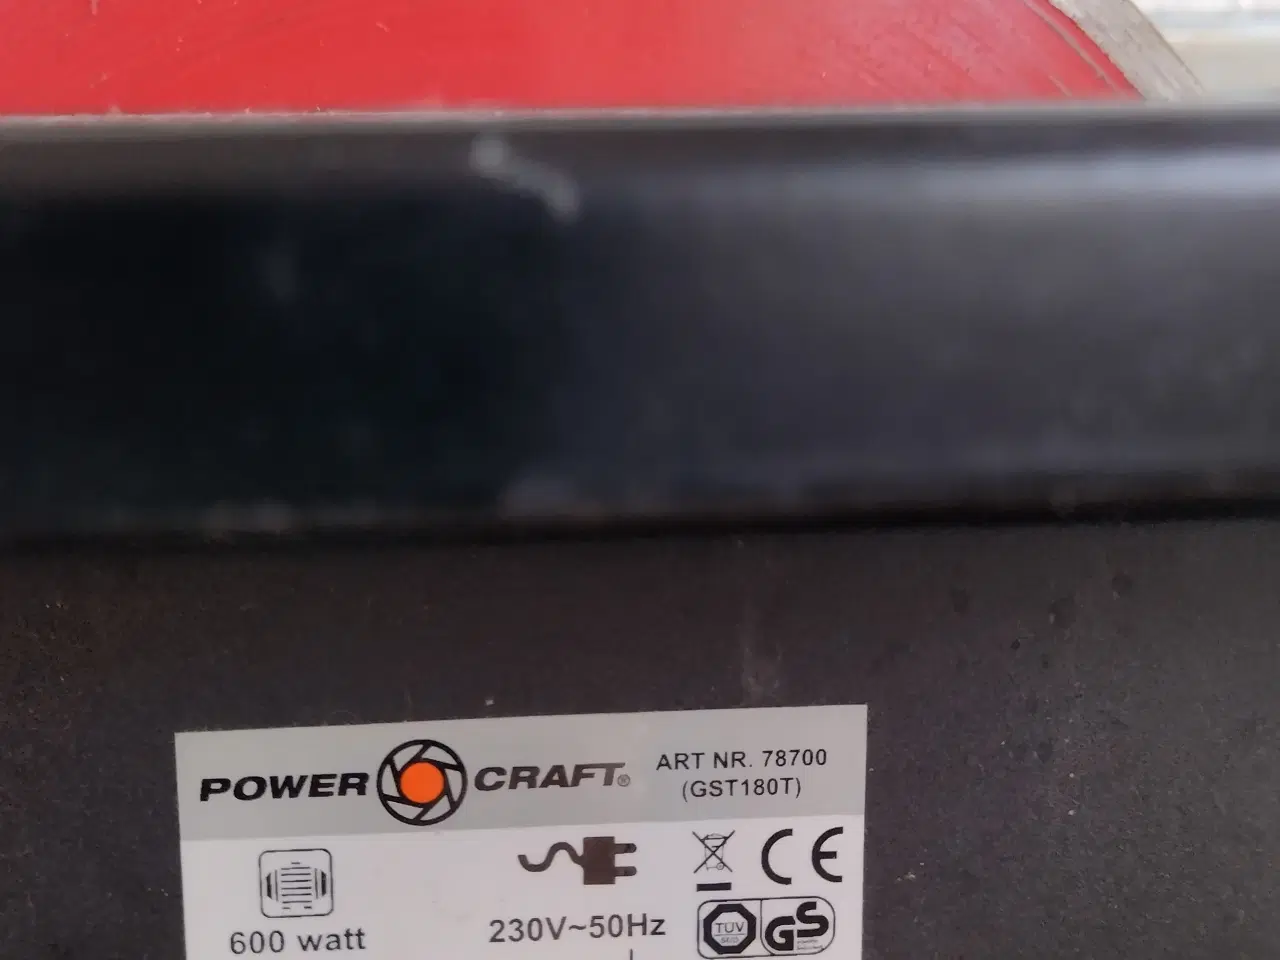 POWER CRAFT®
ART NR. 78700
(GST180T)
CE
600 watt
230V~50Hz
TÜV
GS